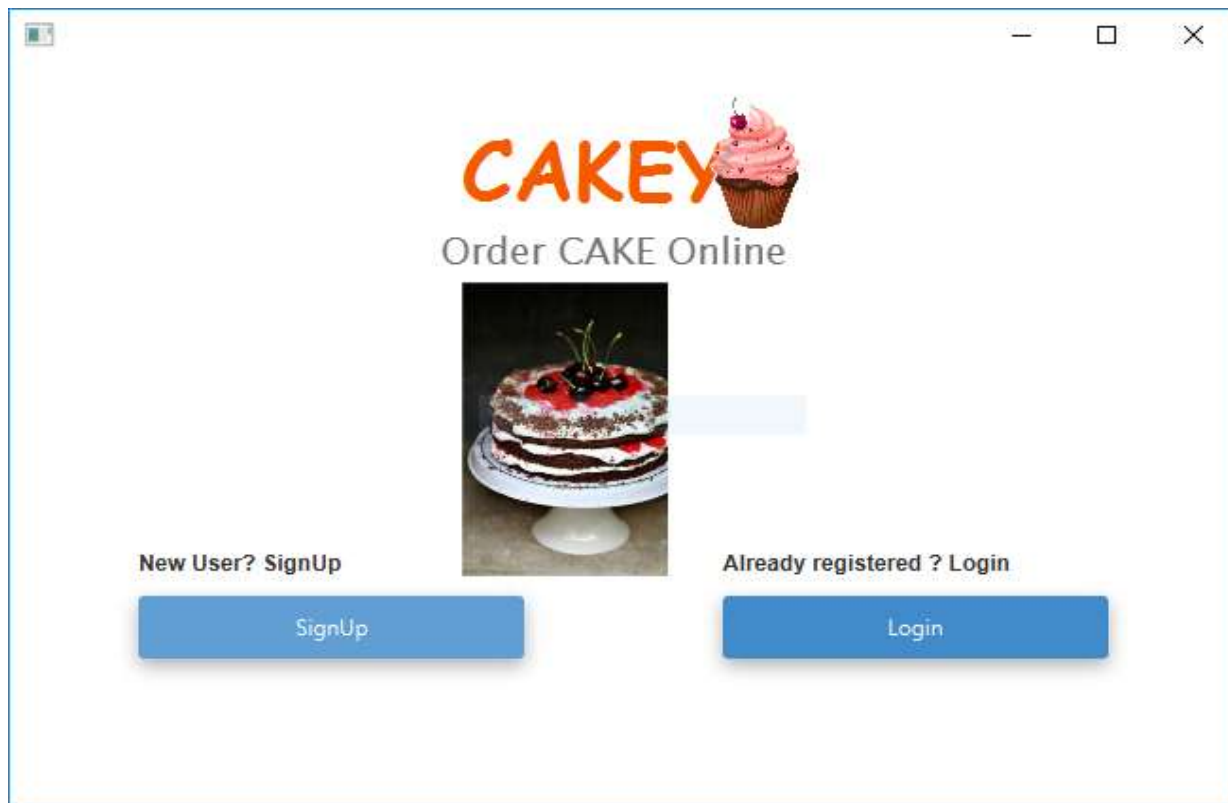 CAKEY
Order CAKE Online
New User? SignUp
Already registered ? Login
SignUp
Login